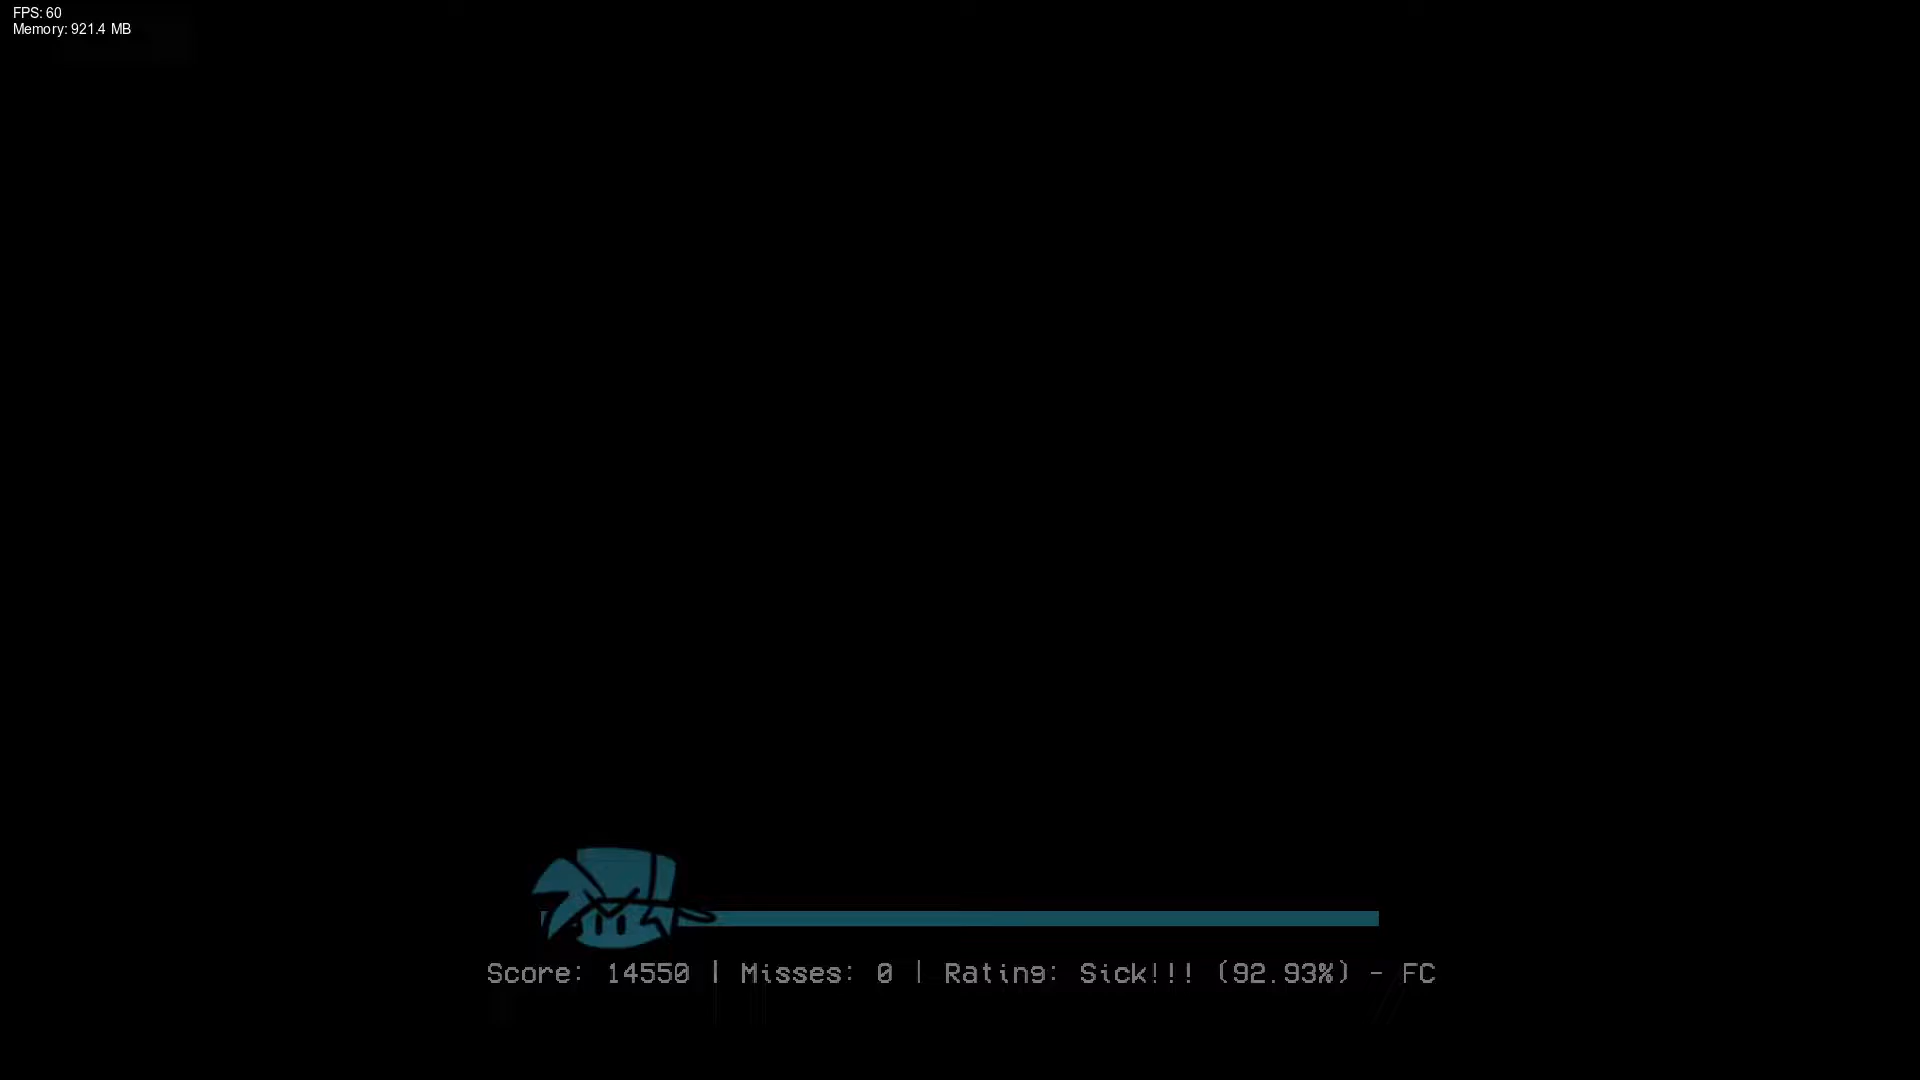 FPS: 60
Memory: 921.4 MB
Score: 14550 | Misses: 0 | Rating: Sick!!! (92.93%) - FC